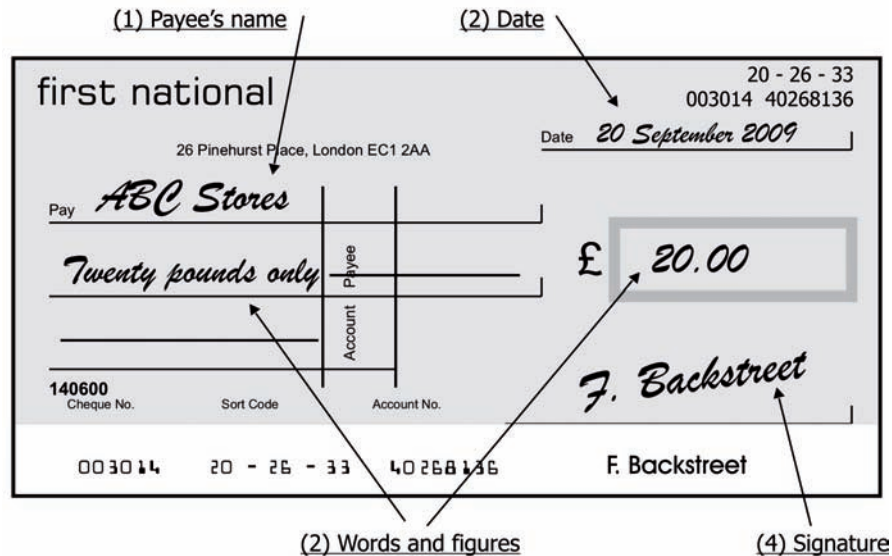 (1) Payee's name
(2) Date
first national
20 - 26 - 33
003014 40268136
Date 20 September 2009
26 Pinehurst Place, London EC1 2AA
Pay ABC Stores
Twenty pounds only
Account Payee
£ 20.00
F. Backstreet
140600
Cheque No. Sort Code Account No.
003014 20 - 26 - 33 40268136
F. Backstreet
(2) Words and figures
(4) Signature